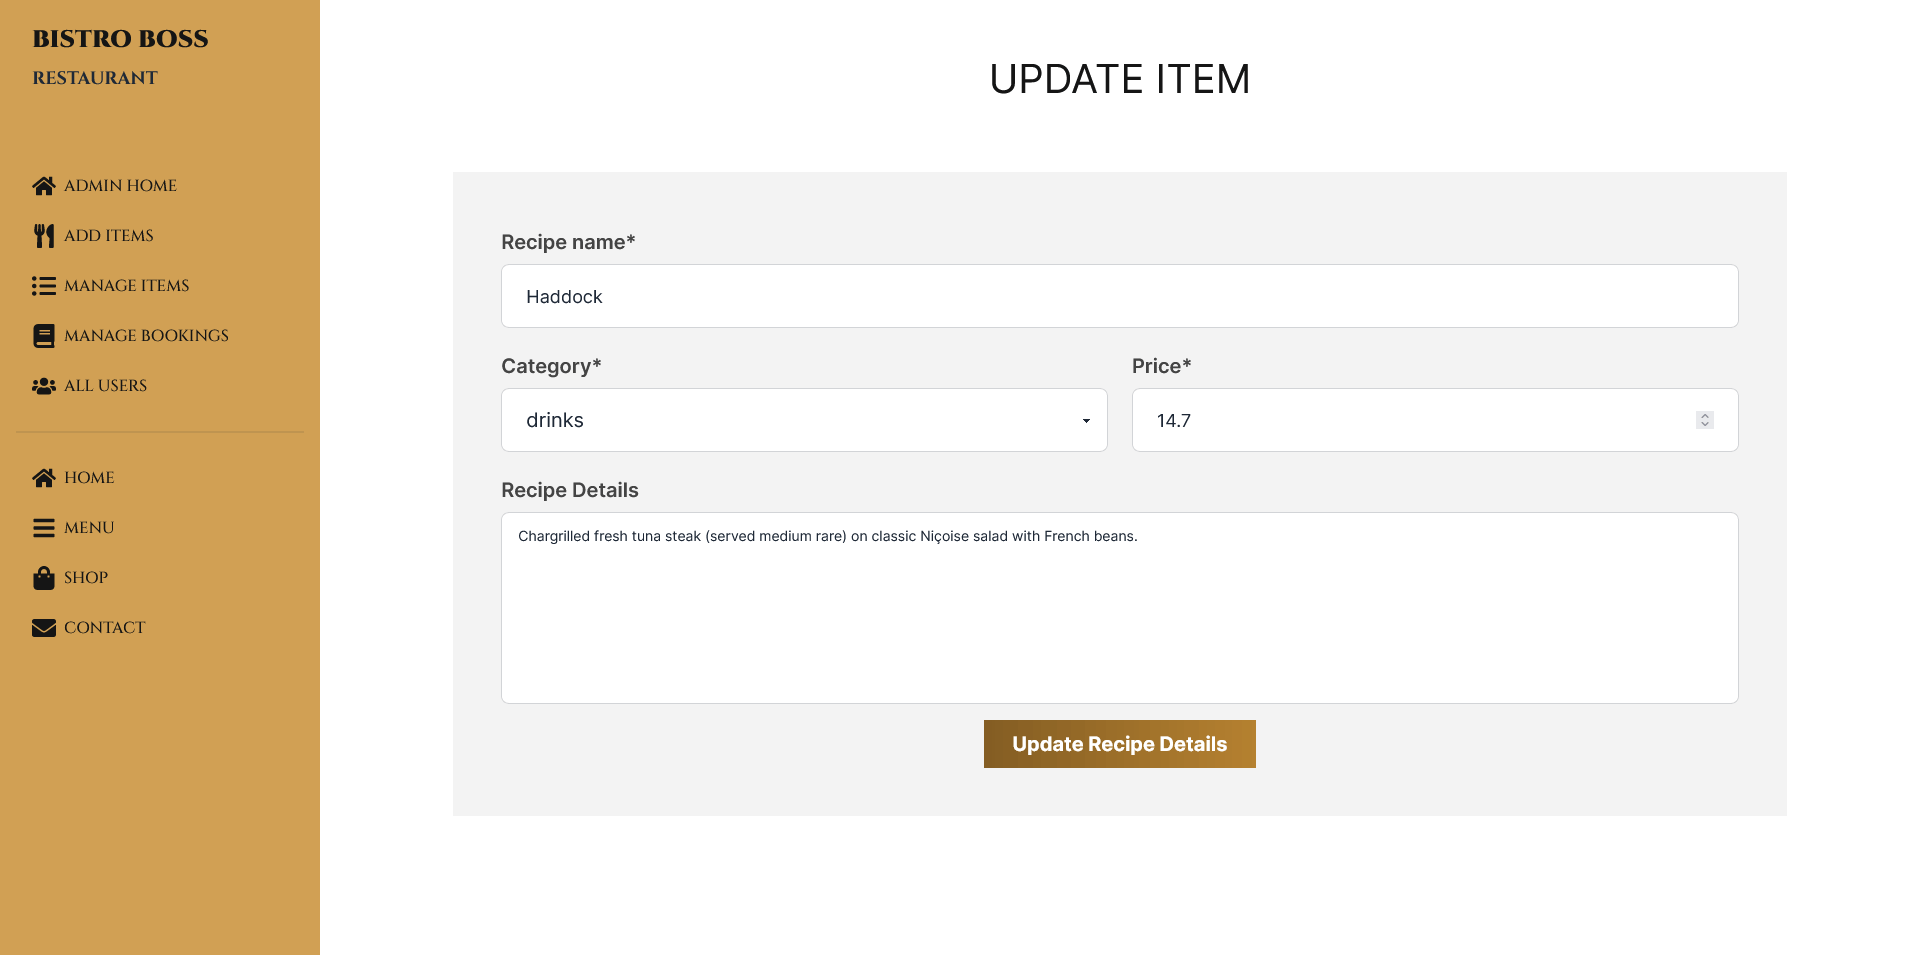 BISTRO BOSS
RESTAURANT
ADMIN HOME
ADD ITEMS
MANAGE ITEMS
MANAGE BOOKINGS
ALL USERS
HOME
MENU
SHOP
CONTACT
UPDATE ITEM
Recipe name*
Haddock
Category*
drinks
Price*
14.7
Recipe Details
Chargrilled fresh tuna steak (served medium rare) on classic Niçoise salad with French beans.
Update Recipe Details